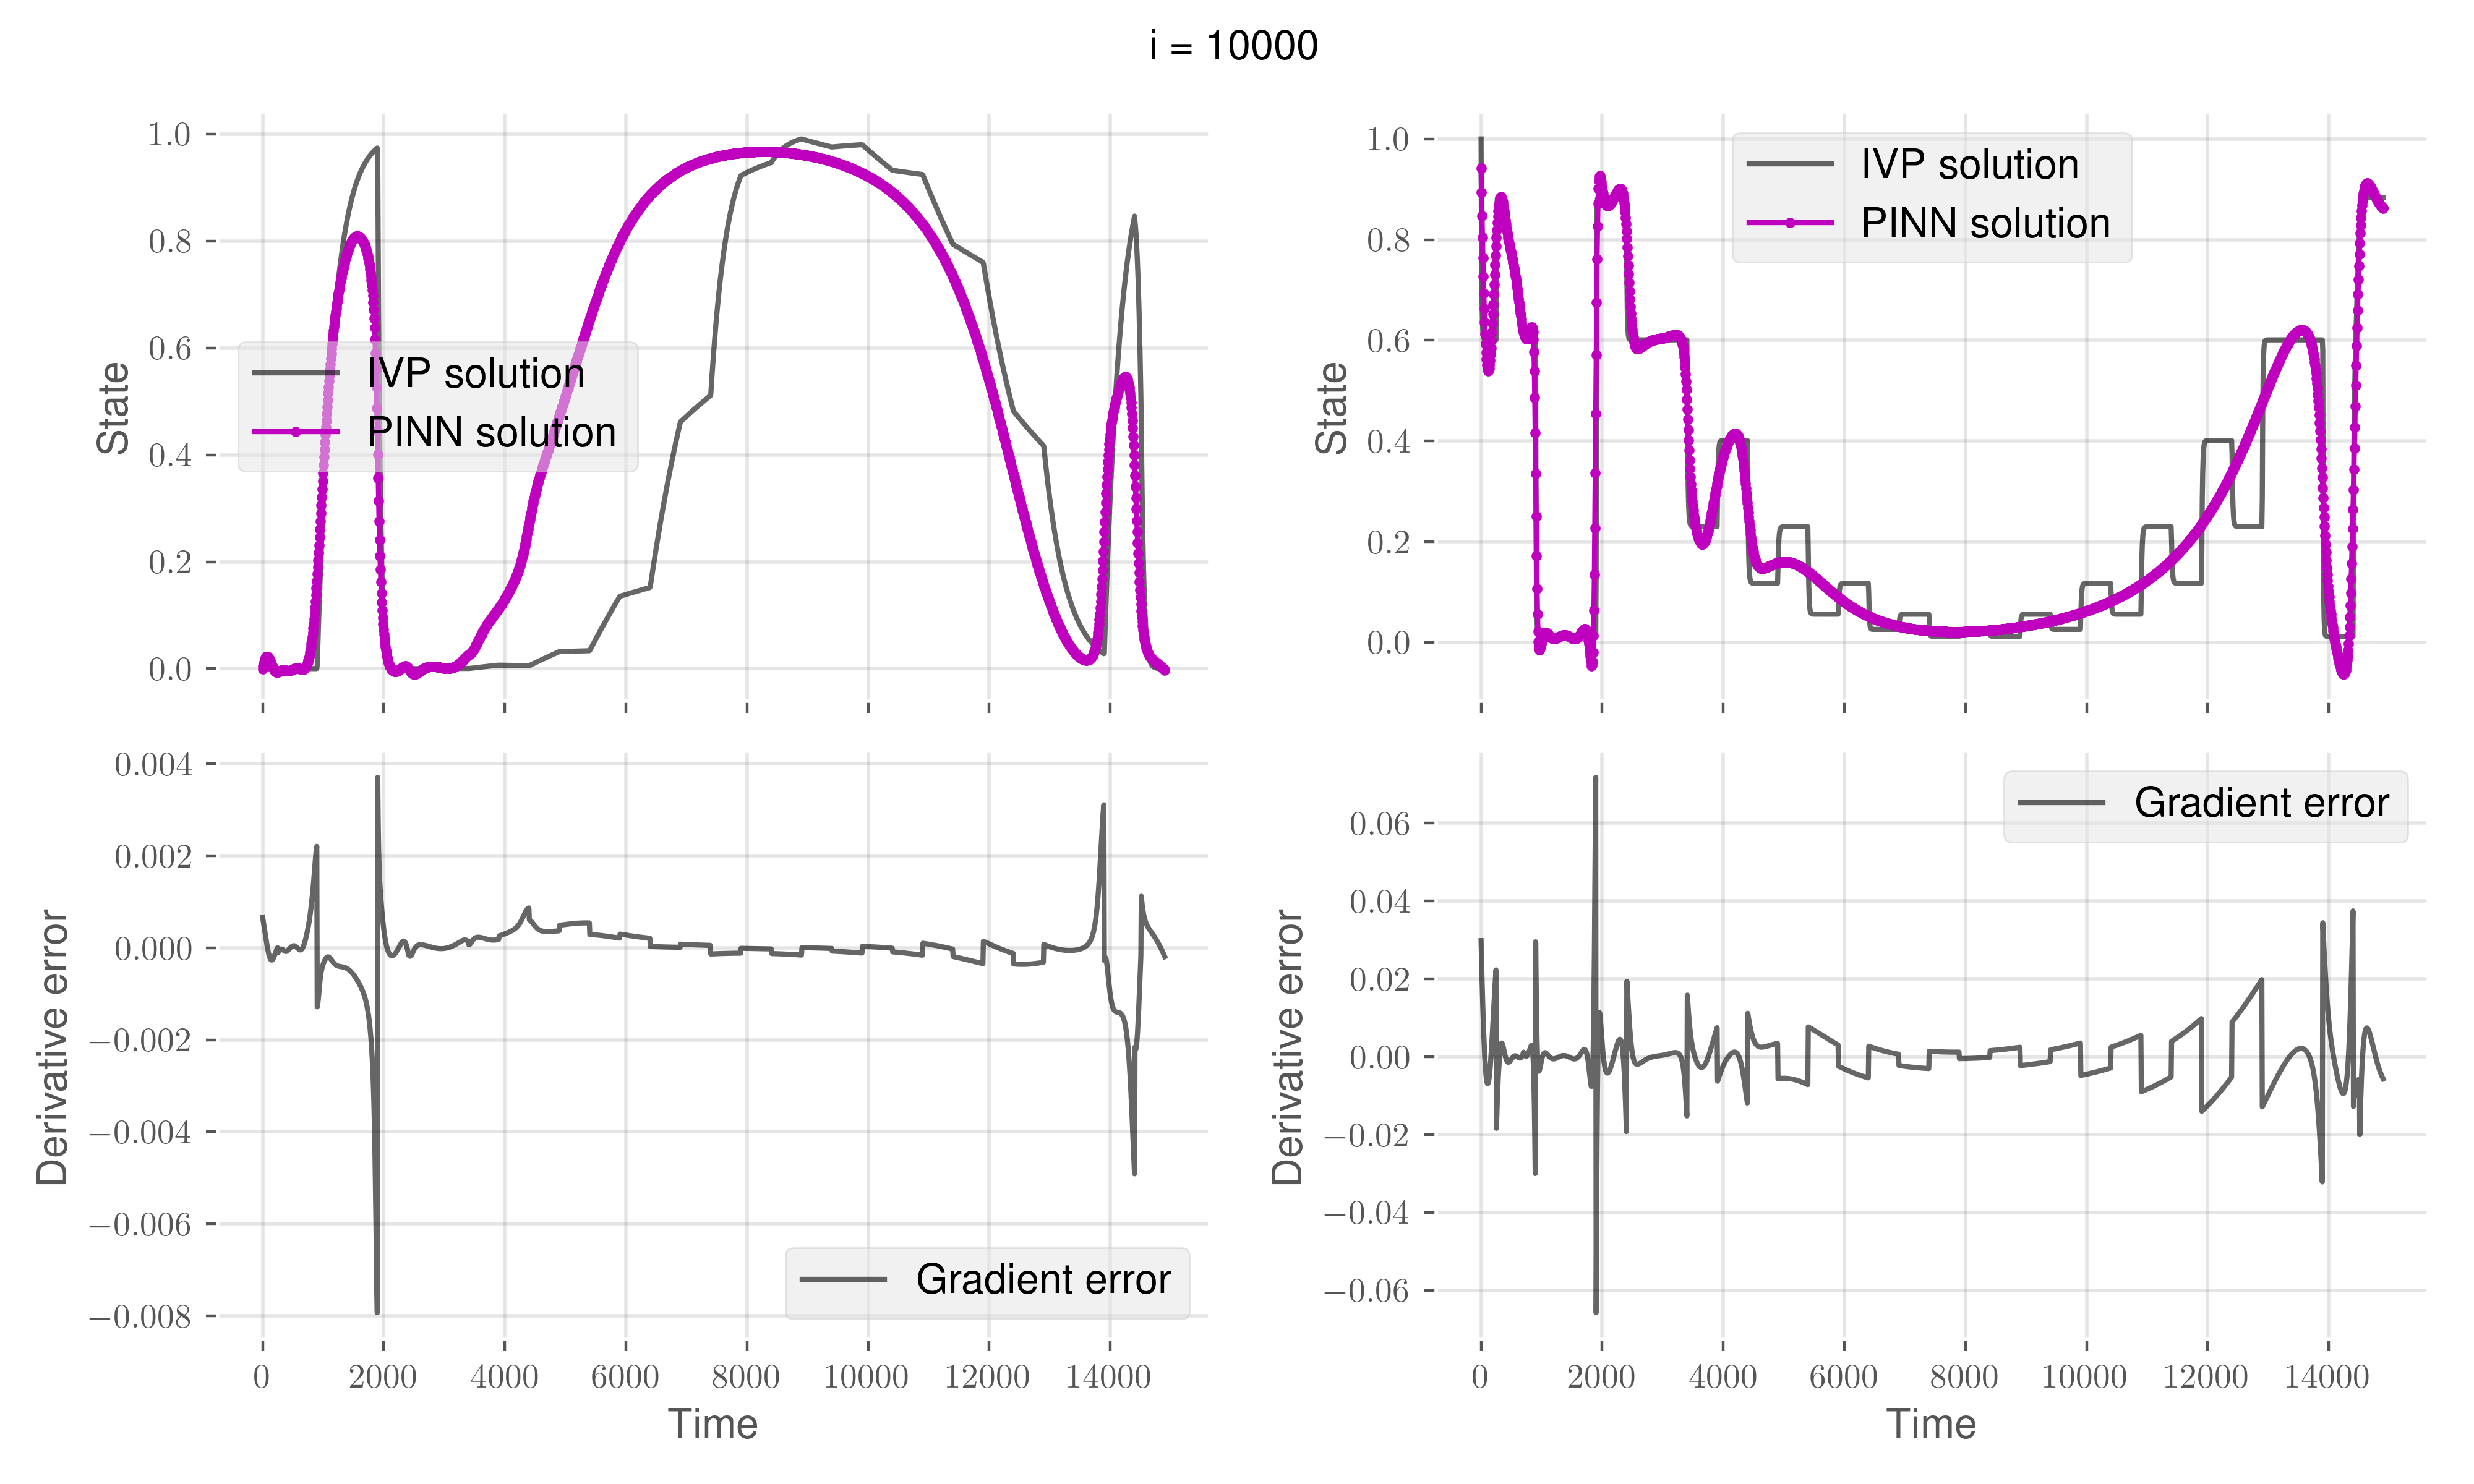 i = 10000
1.0
0.8
0.6
0.4
0.2
0.0
State
IVP solution
PINN solution
1.0
0.8
0.6
0.4
0.2
0.0
State
IVP solution
PINN solution
0.004
0.002
0.000
−0.002
−0.004
−0.006
−0.008
Derivative error
Gradient error
0 2000 4000 6000 8000 10000 12000 14000
Time
0.06
0.04
0.02
0.00
−0.02
−0.04
−0.06
Derivative error
Gradient error
0 2000 4000 6000 8000 10000 12000 14000
Time